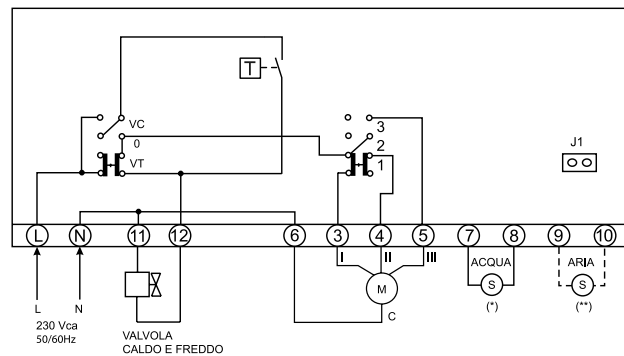 T
VC
0
VT
3
2
1
J1
L N 11 12 6 3 4 5 7 8 9 10
I II III
ACQUA
S
(*)
ARIA
S
(**)
M
C
L N
230 Vca
50/60Hz
VALVOLA
CALDO E FREDDO